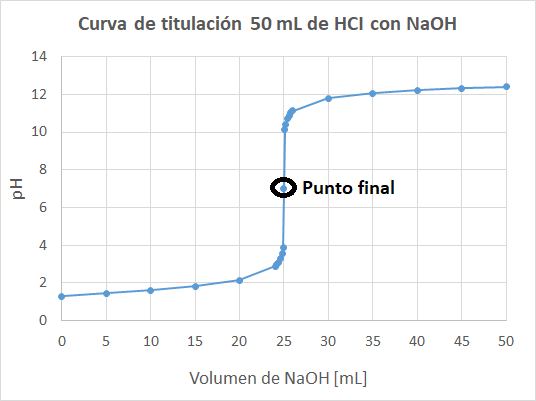 Curva de titulación 50 mL de HCl con NaOH
14
12
10
8
6
4
2
0
pH
Punto final
0 5 10 15 20 25 30 35 40 45 50
Volumen de NaOH [mL]